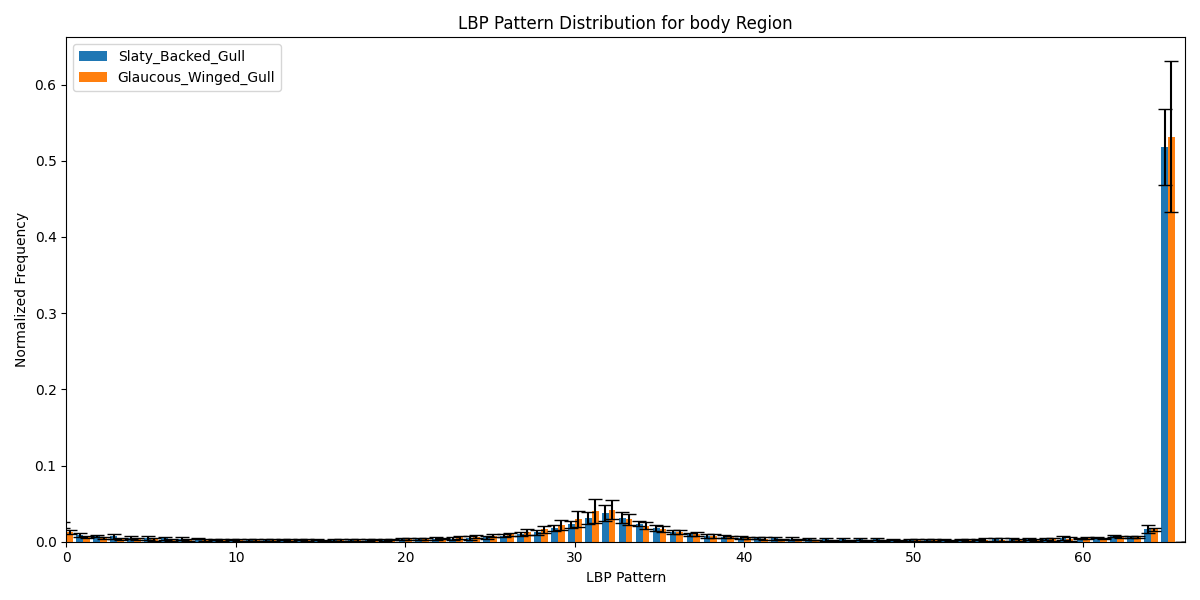 LBP Pattern Distribution for body Region
Slaty_Backed_Gull
Glaucous_Winged_Gull
Normalized Frequency
0.6
0.5
0.4
0.3
0.2
0.1
0.0
0 10 20 30 40 50 60
LBP Pattern